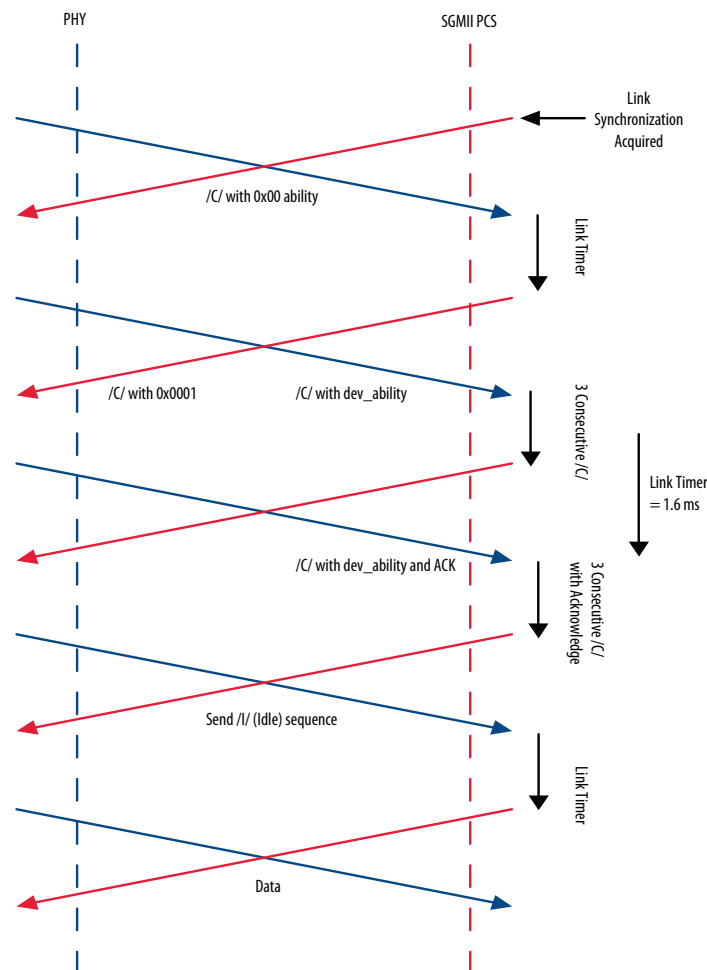 PHY
SGMII PCS
Link
Synchronization
Acquired
/C/ with 0x00 ability
Link Timer
/C/ with 0x0001
/C/ with dev_ability
3 Consecutive /C/
Link Timer
= 1.6 ms
/C/ with dev_ability and ACK
3 Consecutive /C/
with Acknowledge
Send /I/ (Idle) sequence
Link Timer
Data